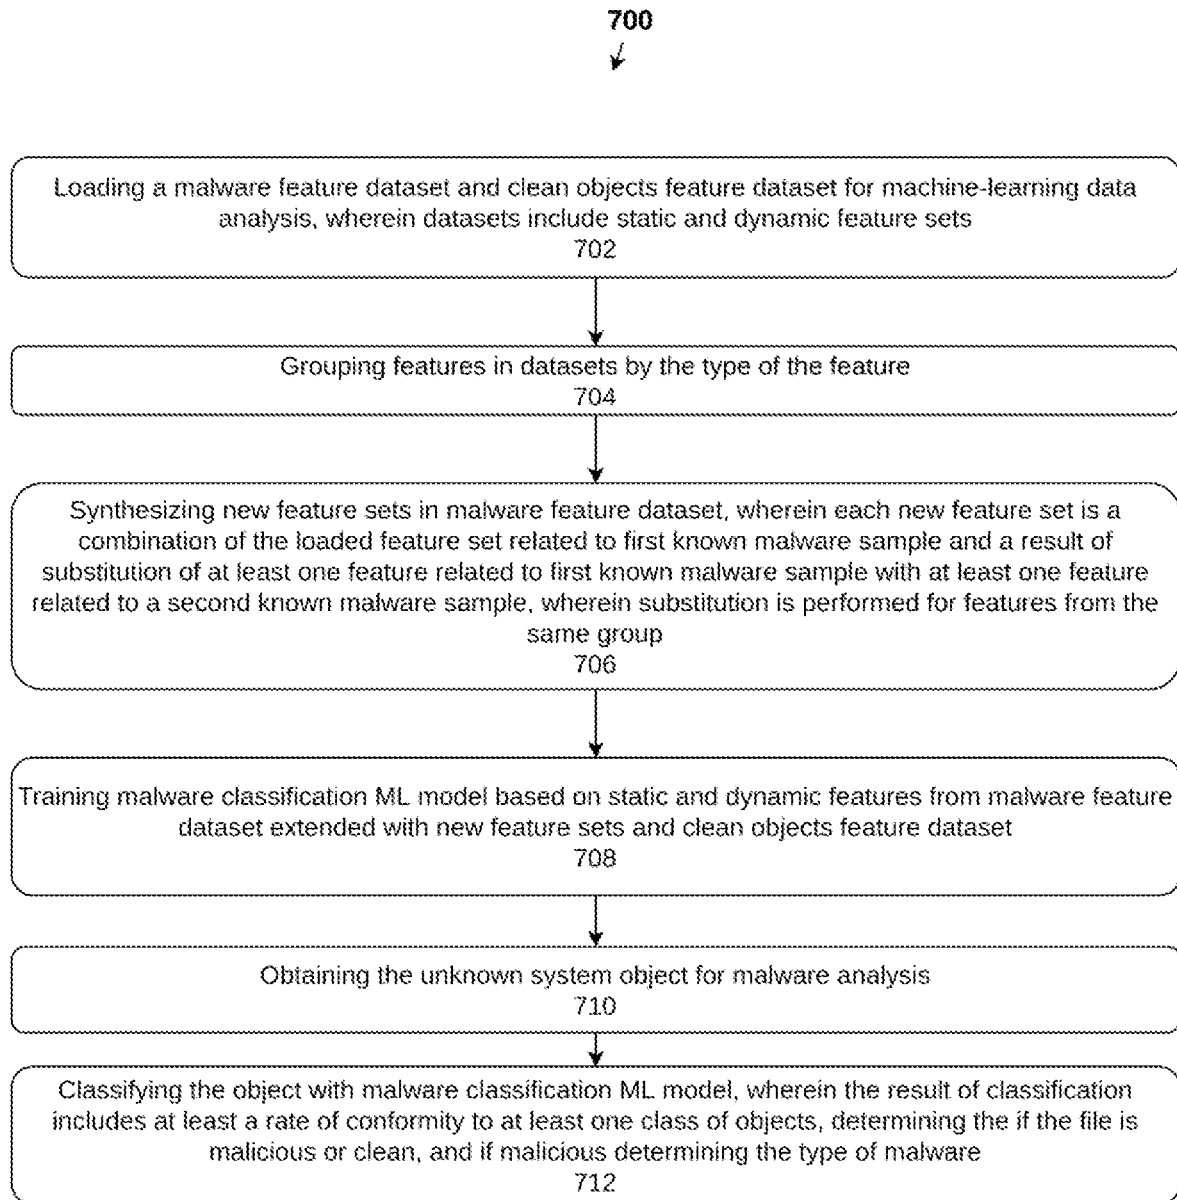 700
Loading a malware feature dataset and clean objects feature dataset for machine-learning data
analysis, wherein datasets include static and dynamic feature sets
702
Grouping features in datasets by the type of the feature
704
Synthesizing new feature sets in malware feature dataset, wherein each new feature set is a
combination of the loaded feature set related to first known malware sample and a result of
substitution of at least one feature related to first known malware sample with at least one feature
related to a second known malware sample, wherein substitution is performed for features from the
same group
706
Training malware classification ML model based on static and dynamic features from malware feature
dataset extended with new feature sets and clean objects feature dataset
708
Obtaining the unknown system object for malware analysis
710
Classifying the object with malware classification ML model, wherein the result of classification
includes at least a rate of conformity to at least one class of objects, determining the if the file is
malicious or clean, and if malicious determining the type of malware
712